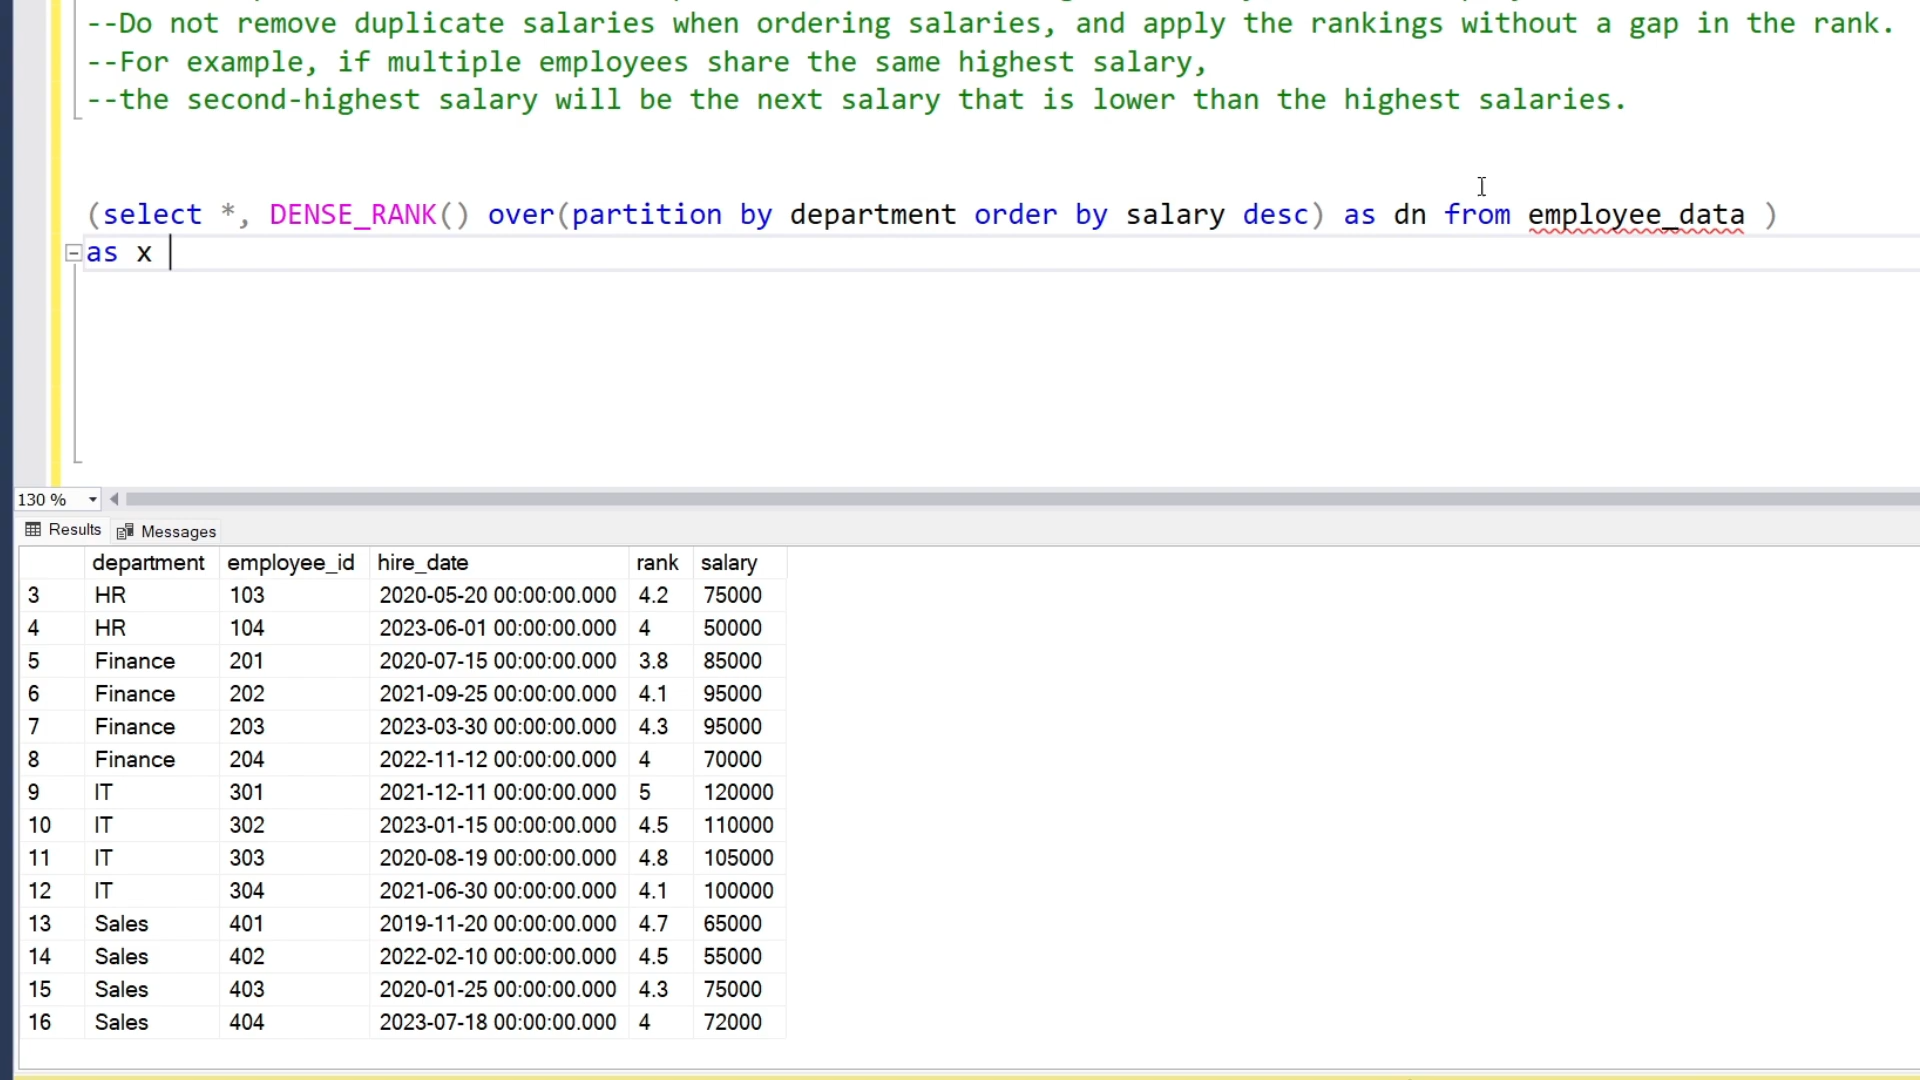 --Do not remove duplicate salaries when ordering salaries, and apply the rankings without a gap in the rank.
--For example, if multiple employees share the same highest salary,
--the second-highest salary will be the next salary that is lower than the highest salaries.
(select *, DENSE_RANK() over(partition by department order by salary desc) as dn from employee_data )
as x
130 %
Results Messages
department employee_id hire_date rank salary
3 HR 103 2020-05-20 00:00:00.000 4.2 75000
4 HR 104 2023-06-01 00:00:00.000 4 50000
5 Finance 201 2020-07-15 00:00:00.000 3.8 85000
6 Finance 202 2021-09-25 00:00:00.000 4.1 95000
7 Finance 203 2023-03-30 00:00:00.000 4.3 95000
8 Finance 204 2022-11-12 00:00:00.000 4 70000
9 IT 301 2021-12-11 00:00:00.000 5 120000
10 IT 302 2023-01-15 00:00:00.000 4.5 110000
11 IT 303 2020-08-19 00:00:00.000 4.8 105000
12 IT 304 2021-06-30 00:00:00.000 4.1 100000
13 Sales 401 2019-11-20 00:00:00.000 4.7 65000
14 Sales 402 2022-02-10 00:00:00.000 4.5 55000
15 Sales 403 2020-01-25 00:00:00.000 4.3 75000
16 Sales 404 2023-07-18 00:00:00.000 4 72000